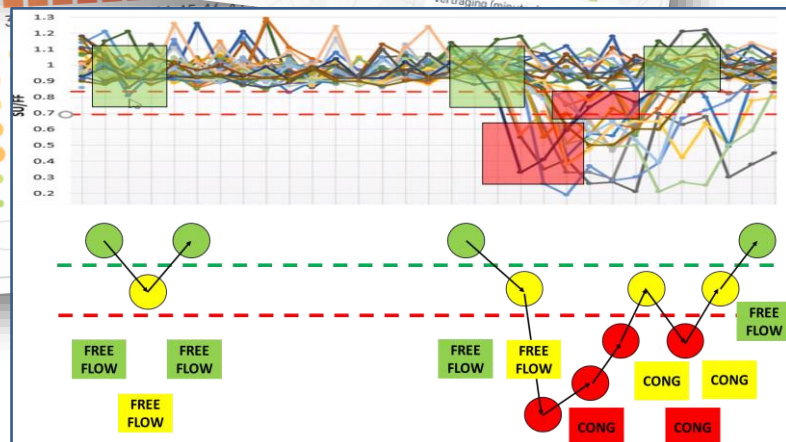 vertraging (minuten)
1.3
1.2
1.1
1
0.9
0.8
0.7
0.6
0.5
0.4
0.3
0.2
SU/FF
FREE
FLOW
FREE
FLOW
FREE
FLOW
FREE
FLOW
FREE
FLOW
FREE
FLOW
CONG
CONG
CONG
CONG